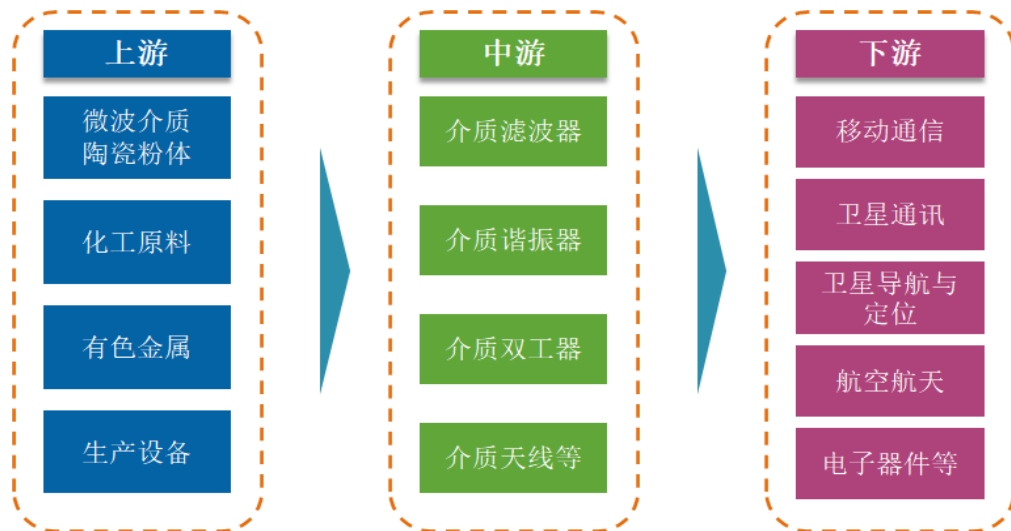 上游
微波介质
陶瓷粉体
化工原料
有色金属
生产设备
中游
介质滤波器
介质谐振器
介质双工器
介质天线等
下游
移动通信
卫星通讯
卫星导航与
定位
航空航天
电子器件等